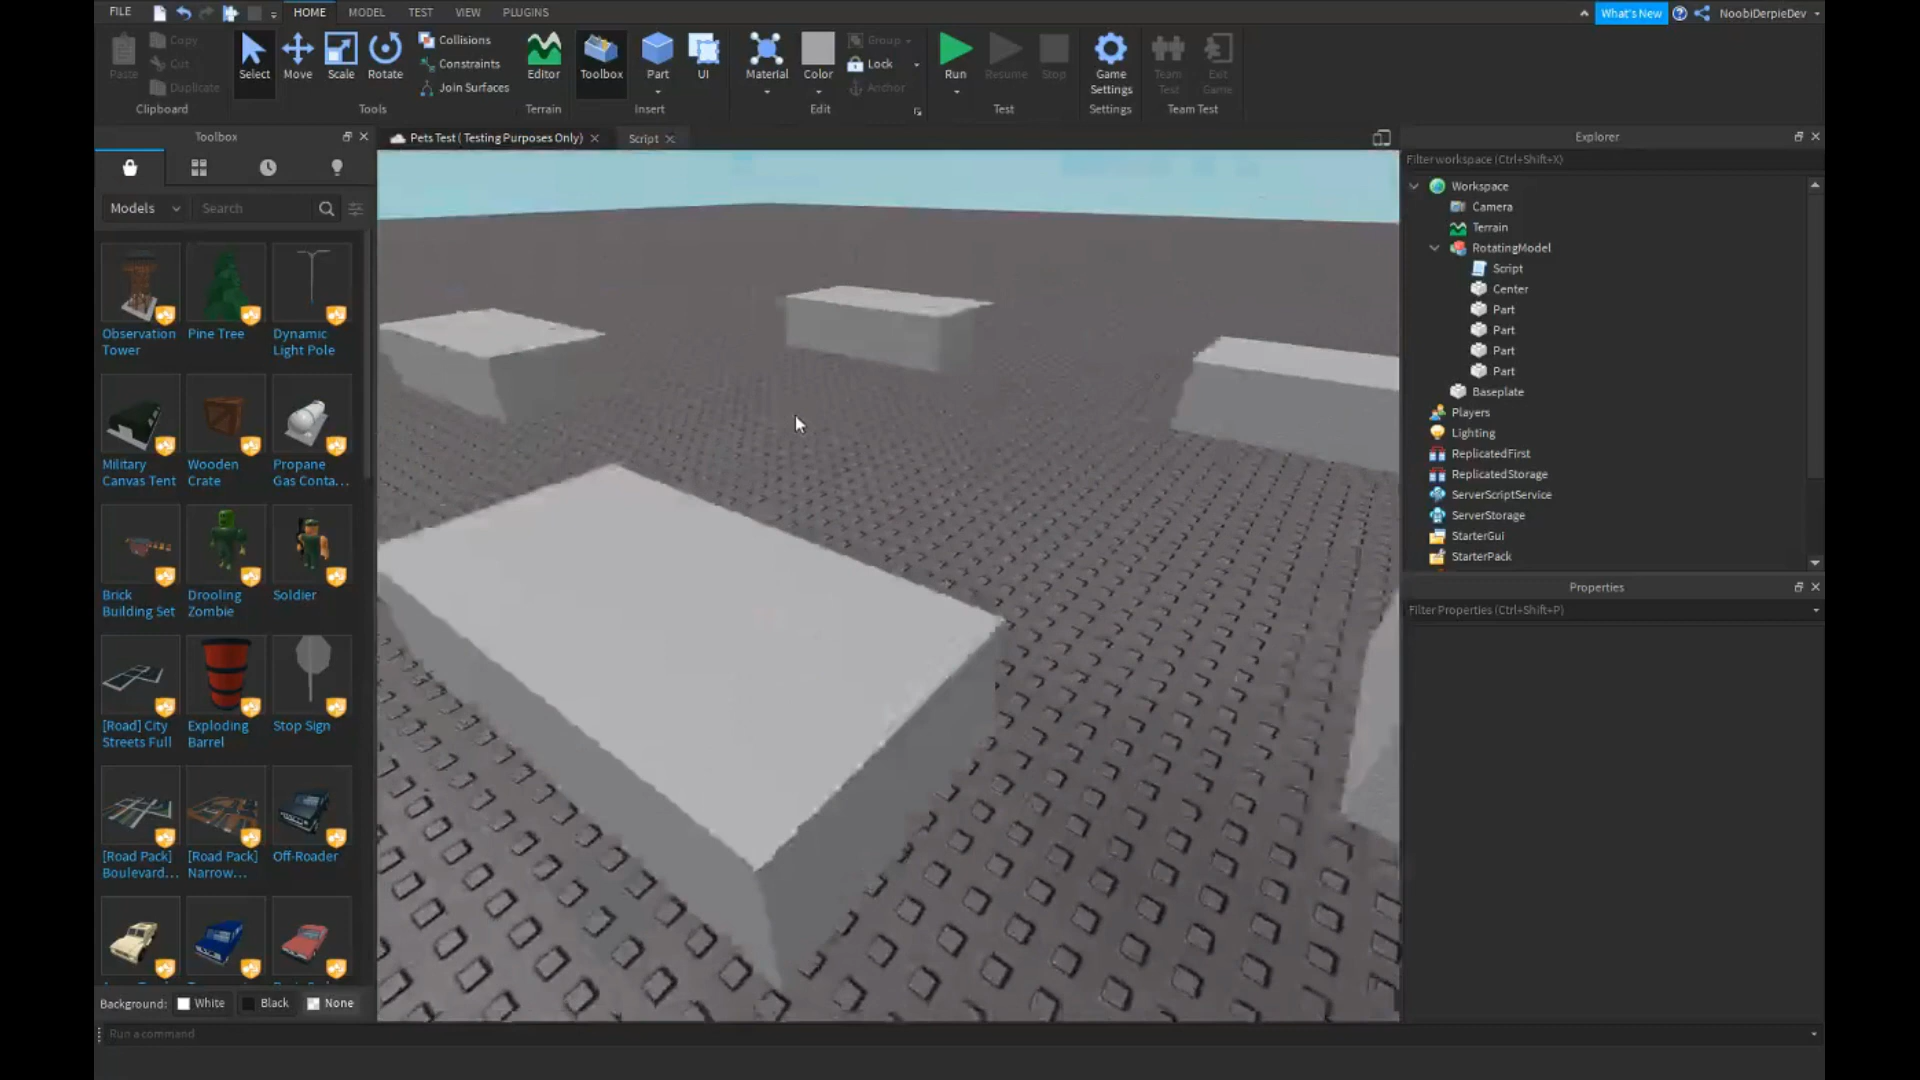 FILE HOME MODEL TEST VIEW PLUGINS What's New NoobiDerpieDev
Paste Copy Cut Duplicate Clipboard
Select Move Scale Rotate Collisions Constraints Join Surfaces Tools
Editor Terrain
Toolbox Part UI Insert
Material Color Group Lock Anchor Edit
Run Resume Stop Test
Game Settings Settings
Team Test Exit Game Team Test
Toolbox
Models Search
Observation Tower
Pine Tree
Dynamic Light Pole
Military Canvas Tent
Wooden Crate
Propane Gas Conta...
Brick Building Set
Drooling Zombie
Soldier
[Road] City Streets Full
Exploding Barrel
Stop Sign
[Road Pack] Boulevard...
[Road Pack] Narrow...
Off-Roader
Background: White Black None
Run a command
Pets Test ( Testing Purposes Only) Script
Explorer
Filter workspace (Ctrl+Shift+X)
Workspace
Camera
Terrain
RotatingModel
Script
Center
Part
Part
Part
Part
Baseplate
Players
Lighting
ReplicatedFirst
ReplicatedStorage
ServerScriptService
ServerStorage
StarterGui
StarterPack
Properties
Filter Properties (Ctrl+Shift+P)